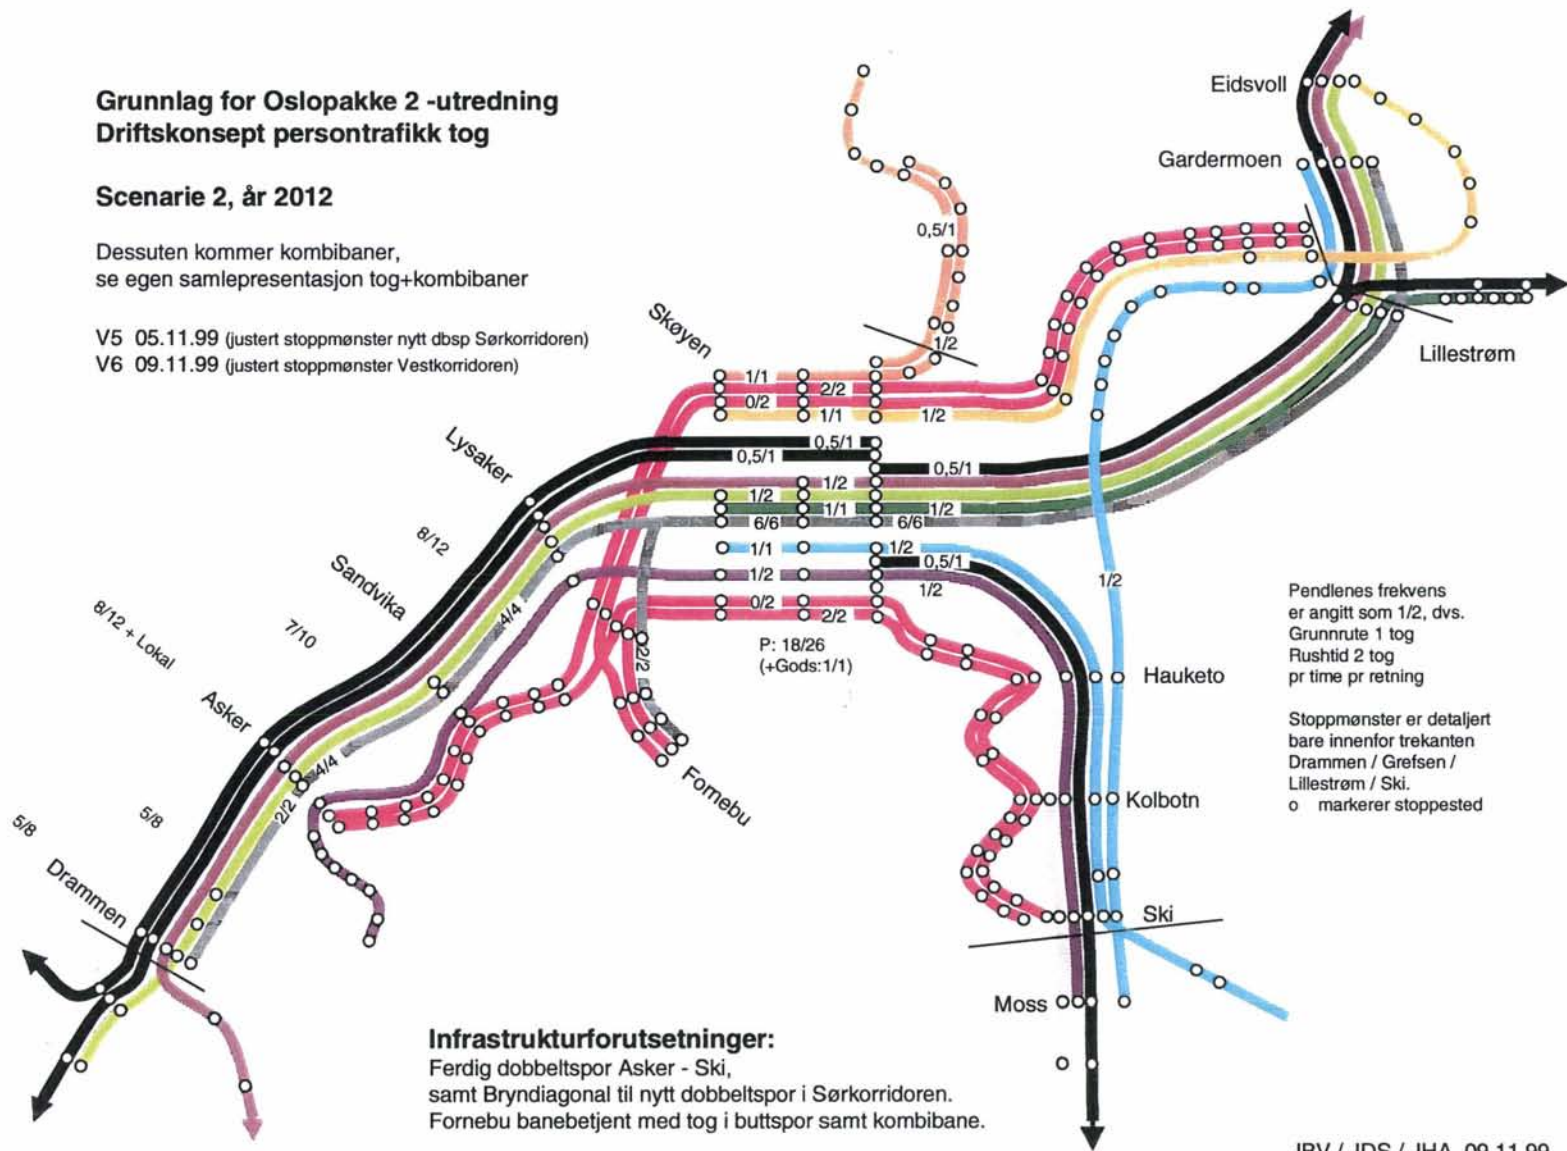 Grunnlag for Oslopakke 2 -utredning
Driftskonsept persontrafikk tog
Scenarie 2, år 2012
Dessuten kommer kombibaner,
se egen samlepresentasjon tog+kombibaner
V5 05.11.99 (justert stoppmønster nytt dbsp Sørkorridoren)
V6 09.11.99 (justert stoppmønster Vestkorridoren)
Eidsvoll
Gardermoen
Lillestrøm
Skøyen
Lysaker
Sandvika
Asker
Drammen
0,5/1
1/2
1/1
2/2
0/2
1/1
1/2
0,5/1
0,5/1
0,5/1
1/2
1/2
1/1
1/2
6/6
6/6
1/1
1/2
0,5/1
1/2
1/2
0/2
2/2
1/2
8/12
7/10
8/12 + Lokal
5/8
5/8
4/4
4/4
2/2
2/2
P: 18/26
(+Gods:1/1)
Fornebu
Hauketo
Kolbotn
Ski
Moss
Pendlenes frekvens
er angitt som 1/2, dvs.
Grunnrute 1 tog
Rushtid 2 tog
pr time pr retning
Stoppmønster er detaljert
bare innenfor trekanten
Drammen / Grefsen /
Lillestrøm / Ski.
o markerer stoppested
Infrastrukturforutsetninger:
Ferdig dobbeltspor Asker - Ski,
samt Bryndiagonal til nytt dobbeltspor i Sørkorridoren.
Fornebu banebetjent med tog i buttspor samt kombibane.
JBV / JDS / JHA 09.11.99